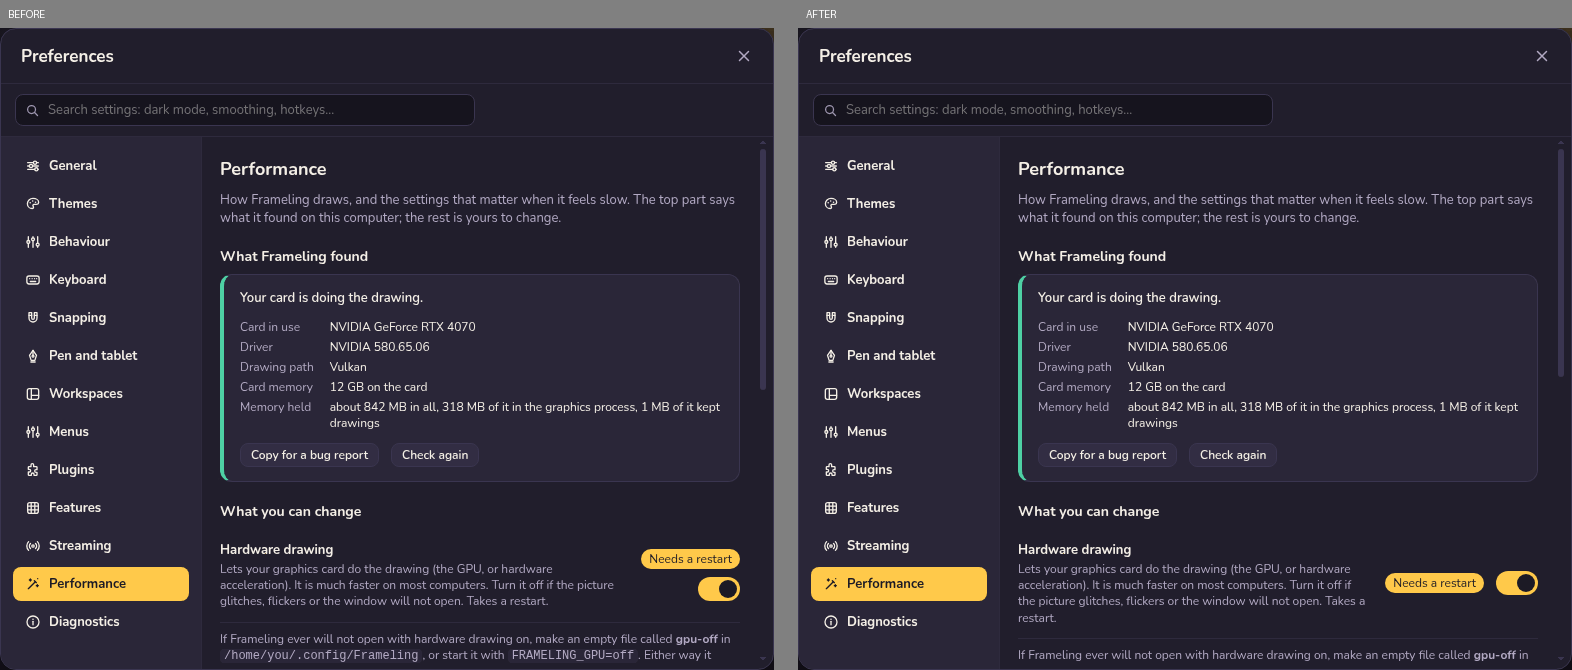 BEFORE
Preferences
Search settings: dark mode, smoothing, hotkeys...
General
Themes
Behaviour
Keyboard
Snapping
Pen and tablet
Workspaces
Menus
Plugins
Features
Streaming
Performance
Diagnostics
Performance
How Frameling draws, and the settings that matter when it feels slow. The top part says
what it found on this computer; the rest is yours to change.
What Frameling found
Your card is doing the drawing.
Card in use NVIDIA GeForce RTX 4070
Driver NVIDIA 580.65.06
Drawing path Vulkan
Card memory 12 GB on the card
Memory held about 842 MB in all, 318 MB of it in the graphics process, 1 MB of it kept
drawings
Copy for a bug report Check again
What you can change
Hardware drawing
Needs a restart
Lets your graphics card do the drawing (the GPU, or hardware
acceleration). It is much faster on most computers. Turn it off if the picture
glitches, flickers or the window will not open. Takes a restart.
If Frameling ever will not open with hardware drawing on, make an empty file called gpu-off in
/home/you/.config/Frameling, or start it with FRAMELING_GPU=off. Either way it
AFTER
Preferences
Search settings: dark mode, smoothing, hotkeys...
General
Themes
Behaviour
Keyboard
Snapping
Pen and tablet
Workspaces
Menus
Plugins
Features
Streaming
Performance
Diagnostics
Performance
How Frameling draws, and the settings that matter when it feels slow. The top part says
what it found on this computer; the rest is yours to change.
What Frameling found
Your card is doing the drawing.
Card in use NVIDIA GeForce RTX 4070
Driver NVIDIA 580.65.06
Drawing path Vulkan
Card memory 12 GB on the card
Memory held about 842 MB in all, 318 MB of it in the graphics process, 1 MB of it kept
drawings
Copy for a bug report Check again
What you can change
Hardware drawing
Lets your graphics card do the drawing (the GPU, or hardware
acceleration). It is much faster on most computers. Turn it off if
the picture glitches, flickers or the window will not open. Takes a
restart.
Needs a restart
If Frameling ever will not open with hardware drawing on, make an empty file called gpu-off in